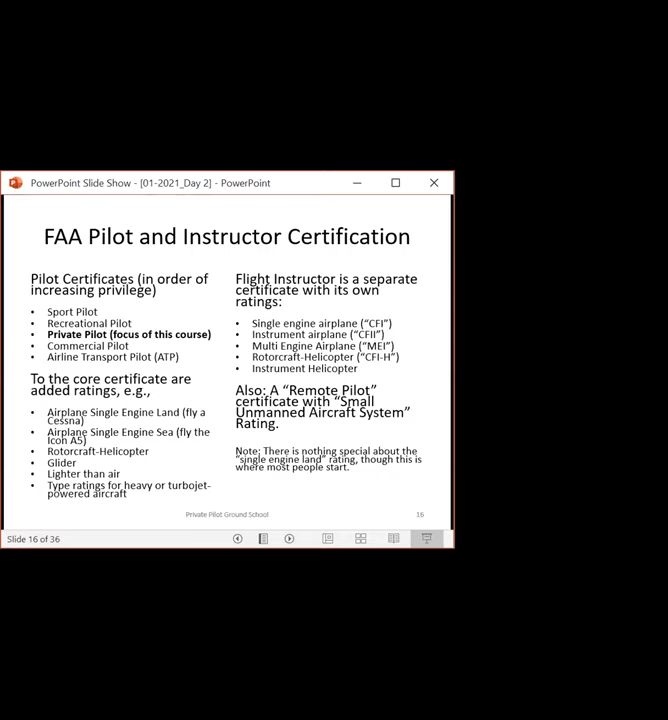 PowerPoint Slide Show - [01-2021_Day 2] - PowerPoint
FAA Pilot and Instructor Certification
Pilot Certificates (in order of
increasing privilege)
• Sport Pilot
• Recreational Pilot
• Private Pilot (focus of this course)
• Commercial Pilot
• Airline Transport Pilot (ATP)
To the core certificate are
added ratings, e.g.,
• Airplane Single Engine Land (fly a
Cessna)
• Airplane Single Engine Sea (fly the
Icon A5)
• Rotorcraft-Helicopter
• Glider
• Lighter than air
• Type ratings for heavy or turbojet-
powered aircraft
Flight Instructor is a separate
certificate with its own
ratings:
• Single engine airplane (“CFI”)
• Instrument airplane (“CFII”)
• Multi Engine Airplane (“MEI”)
• Rotorcraft-Helicopter (“CFI-H”)
• Instrument Helicopter
Also: A “Remote Pilot”
certificate with “Small
Unmanned Aircraft System”
Rating.
Note: There is nothing special about the
“single engine land” rating, though this is
where most people start.
Private Pilot Ground School
16
Slide 16 of 36